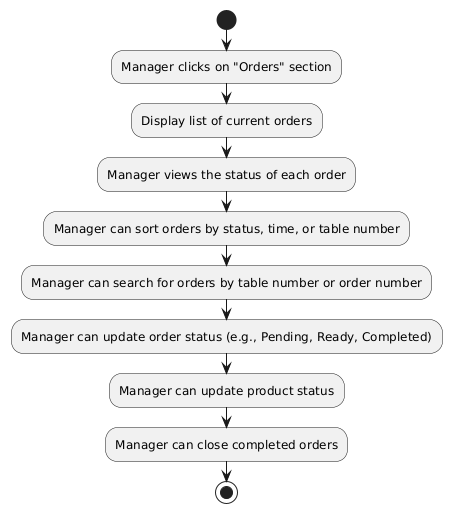 Manager clicks on "Orders" section
Display list of current orders
Manager views the status of each order
Manager can sort orders by status, time, or table number
Manager can search for orders by table number or order number
Manager can update order status (e.g., Pending, Ready, Completed)
Manager can update product status
Manager can close completed orders